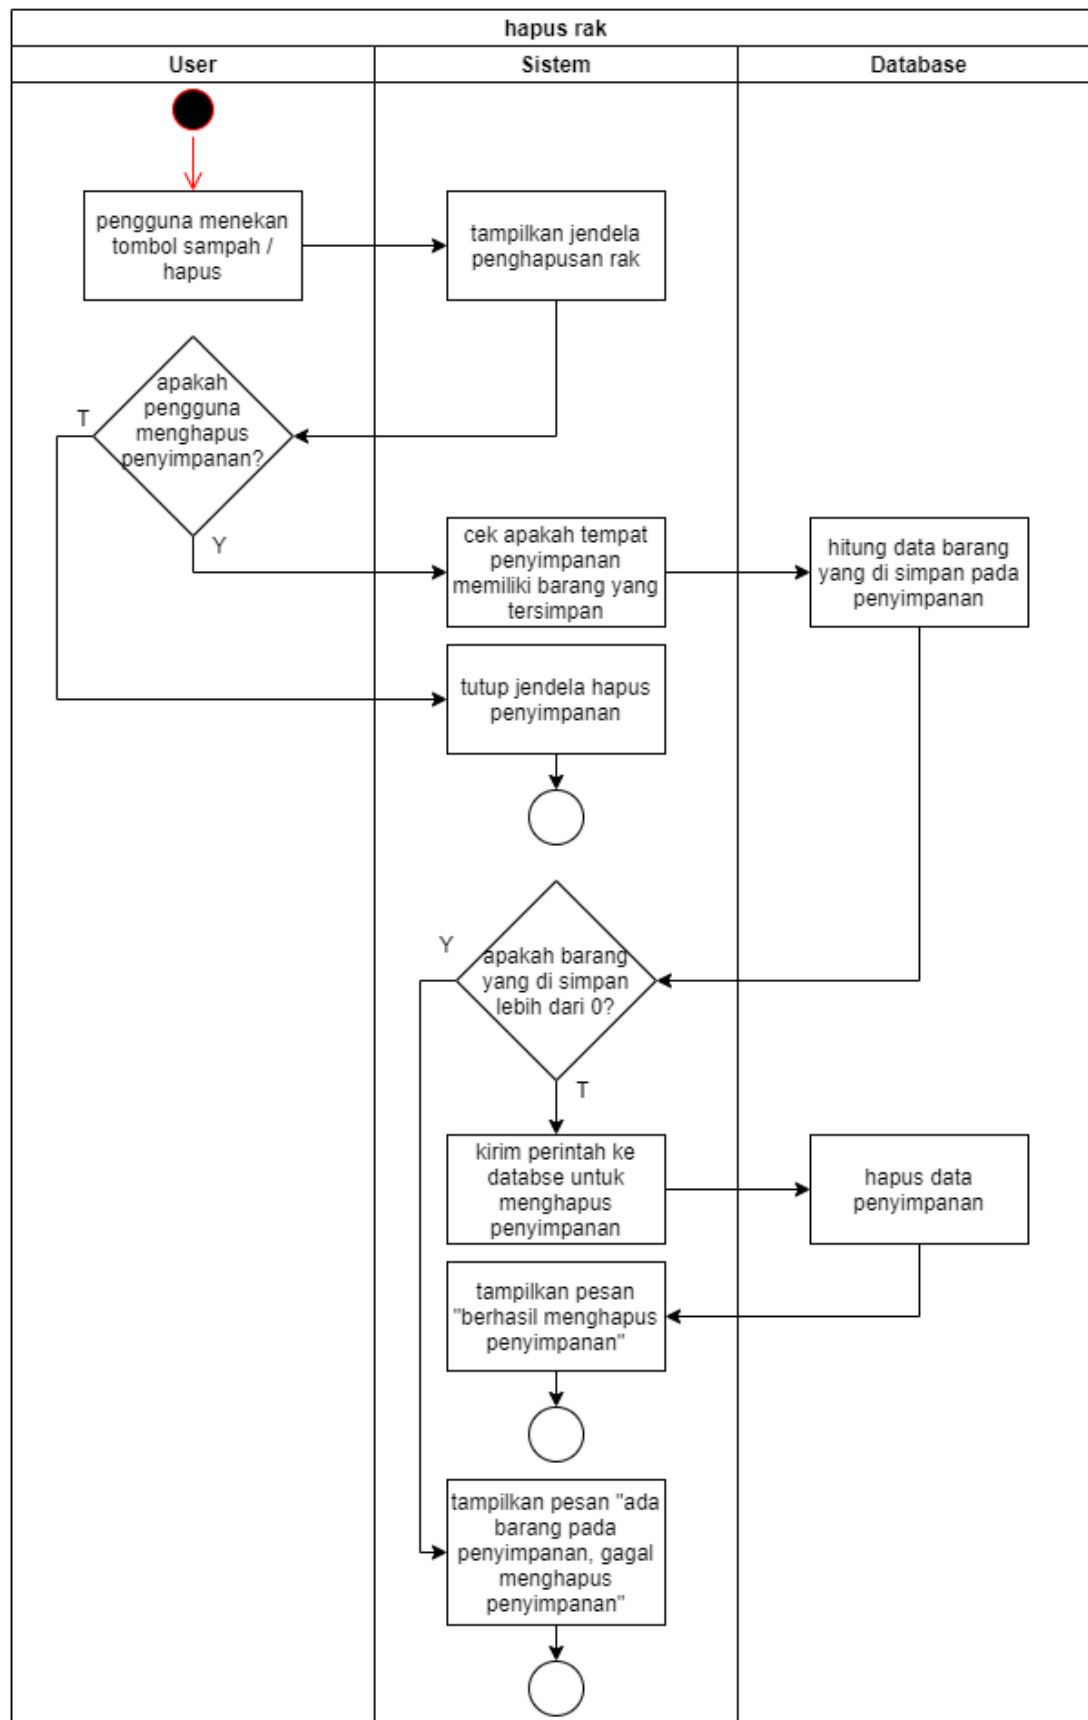 hapus rak
User
Sistem
Database
pengguna menekan
tombol sampah /
hapus
tampilkan jendela
penghapusan rak
apakah
pengguna
menghapus
penyimpanan?
T
Y
cek apakah tempat
penyimpanan
memiliki barang yang
tersimpan
hitung data barang
yang di simpan pada
penyimpanan
tutup jendela hapus
penyimpanan
apakah barang
yang di simpan
lebih dari 0?
Y
T
kirim perintah ke
databse untuk
menghapus
penyimpanan
hapus data
penyimpanan
tampilkan pesan
"berhasil menghapus
penyimpanan"
tampilkan pesan "ada
barang pada
penyimpanan, gagal
menghapus
penyimpanan"